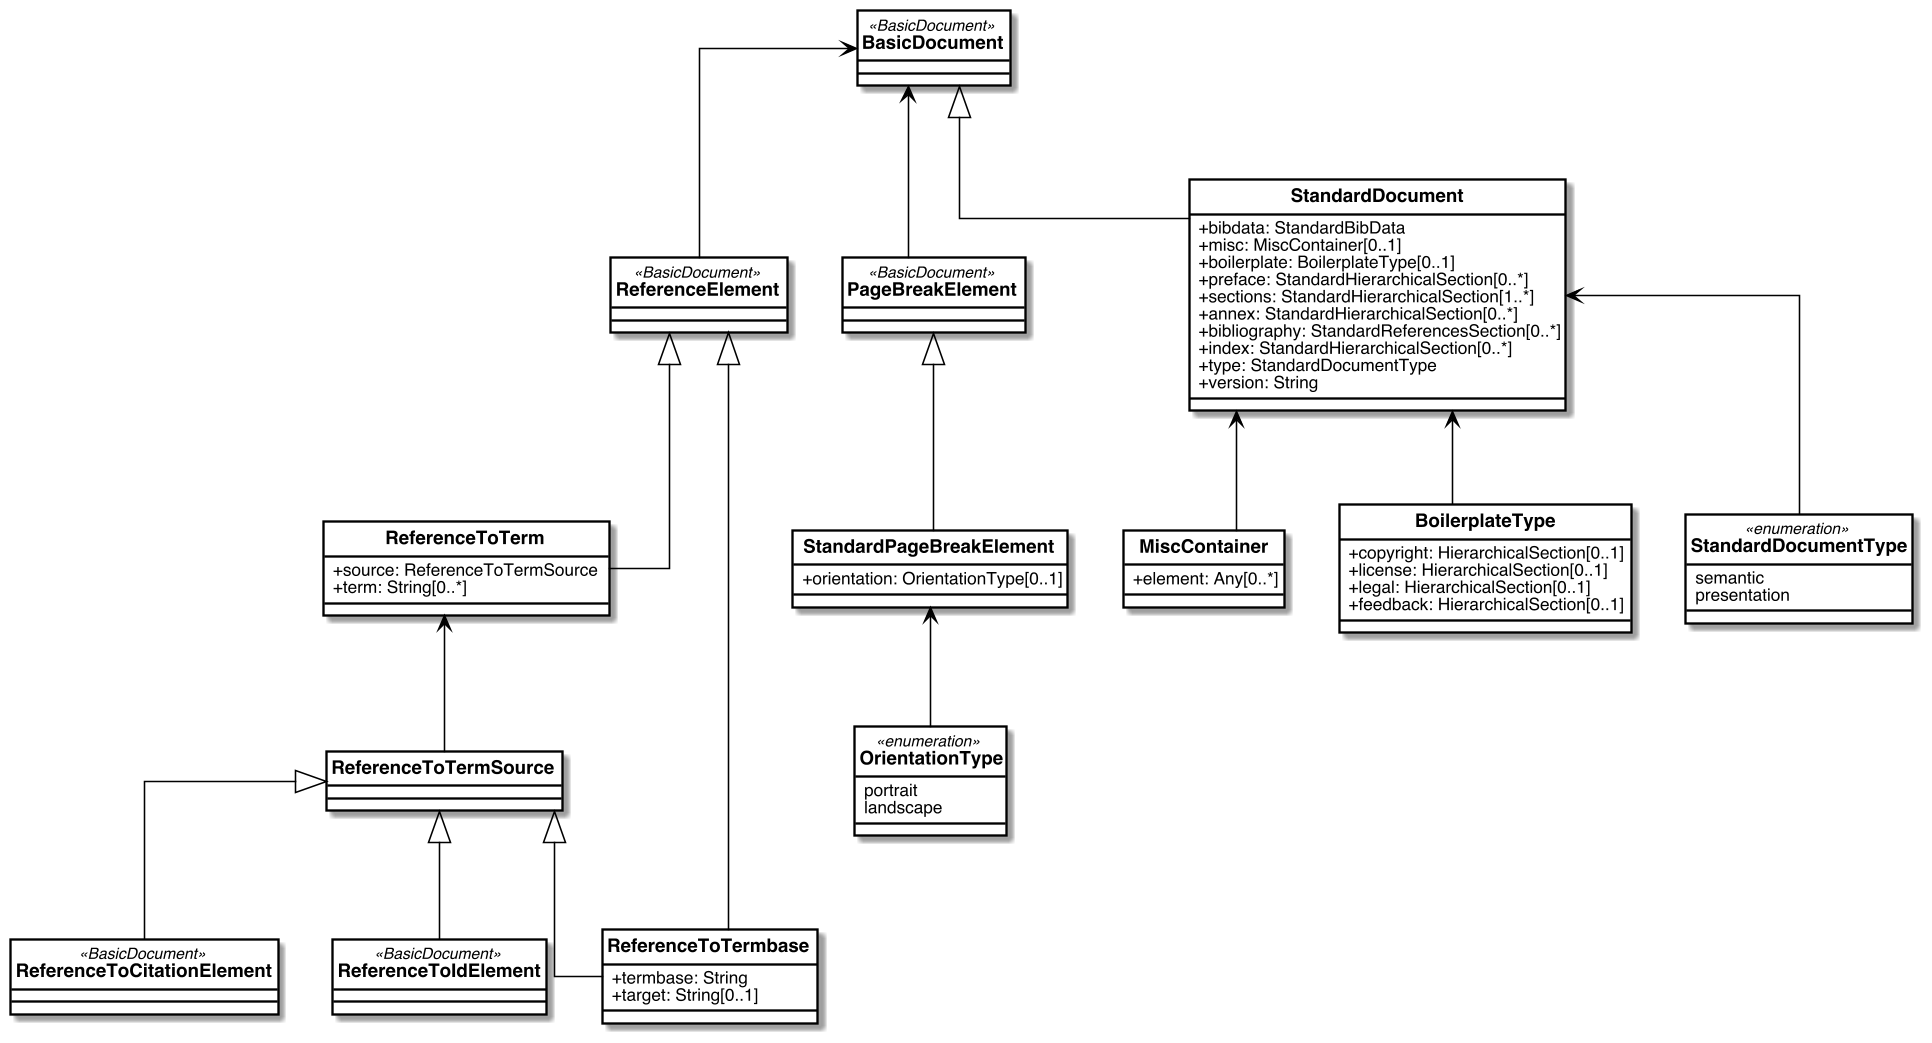 «BasicDocument»
BasicDocument
StandardDocument
+bibdata: StandardBibData
+misc: MiscContainer[0..1]
+boilerplate: BoilerplateType[0..1]
+preface: StandardHierarchicalSection[0..*]
+sections: StandardHierarchicalSection[1..*]
+annex: StandardHierarchicalSection[0..*]
+bibliography: StandardReferencesSection[0..*]
+index: StandardHierarchicalSection[0..*]
+type: StandardDocumentType
+version: String
«BasicDocument»
ReferenceElement
«BasicDocument»
PageBreakElement
ReferenceToTerm
+source: ReferenceToTermSource
+term: String[0..*]
StandardPageBreakElement
+orientation: OrientationType[0..1]
MiscContainer
+element: Any[0..*]
BoilerplateType
+copyright: HierarchicalSection[0..1]
+license: HierarchicalSection[0..1]
+legal: HierarchicalSection[0..1]
+feedback: HierarchicalSection[0..1]
«enumeration»
StandardDocumentType
semantic
presentation
ReferenceToTermSource
«enumeration»
OrientationType
portrait
landscape
«BasicDocument»
ReferenceToCitationElement
«BasicDocument»
ReferenceToIdElement
ReferenceToTermbase
+termbase: String
+target: String[0..1]